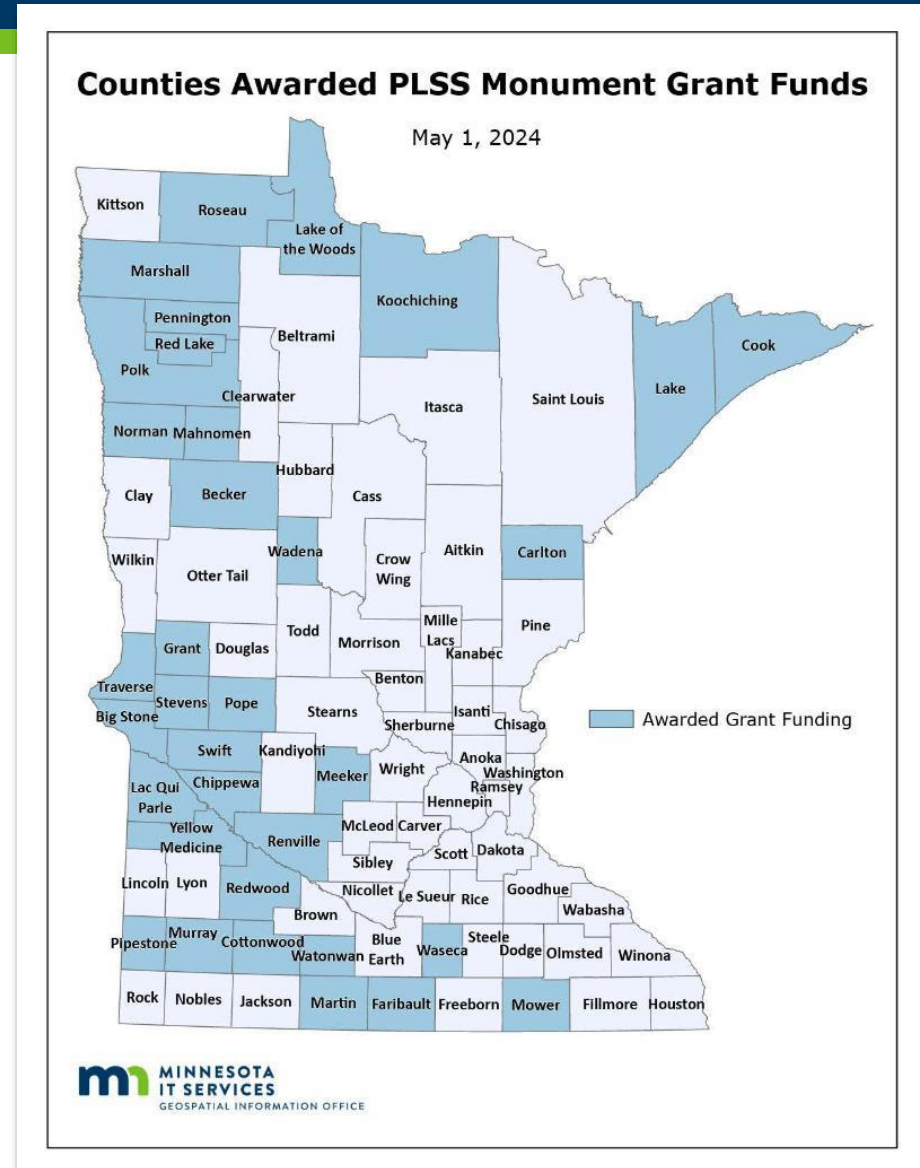 Counties Awarded PLSS Monument Grant Funds
May 1, 2024
Kittson
Roseau
Lake of
the Woods
Marshall
Koochiching
Pennington
Beltrami
Red Lake
Cook
Polk
Lake
Clearwater
Saint Louis
Itasca
Norman
Mahnomen
Hubbard
Clay
Becker
Cass
Wadena
Aitkin
Carlton
Wilkin
Crow
Wing
Otter Tail
Mille
Lacs
Pine
Todd
Morrison
Grant
Douglas
Kanabec
Benton
Traverse
Stevens
Pope
Stearns
Isanti
Big Stone
Sherburne
Chisago
Awarded Grant Funding
Swift
Kandiyohi
Anoka
Meeker
Wright
Washington
Lac Qui
Parle
Chippewa
Ramsey
Hennepin
Yellow
Medicine
McLeod
Carver
Renville
Scott
Dakota
Sibley
Lincoln
Lyon
Redwood
Nicollet
Le Sueur
Rice
Goodhue
Wabasha
Brown
Pipestone
Murray
Cottonwood
Watonwan
Blue
Earth
Waseca
Steele
Dodge
Olmsted
Winona
Rock
Nobles
Jackson
Martin
Faribault
Freeborn
Mower
Fillmore
Houston
mn MINNESOTA
IT SERVICES
GEOSPATIAL INFORMATION OFFICE